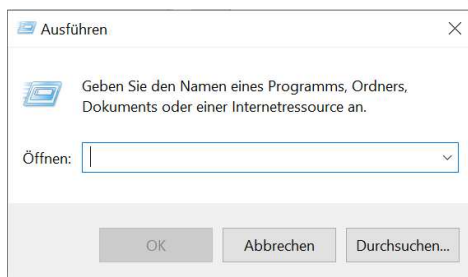 Ausführen
Geben Sie den Namen eines Programms, Ordners,
Dokuments oder einer Internetressource an.
Öffnen:
OK Abbrechen Durchsuchen...